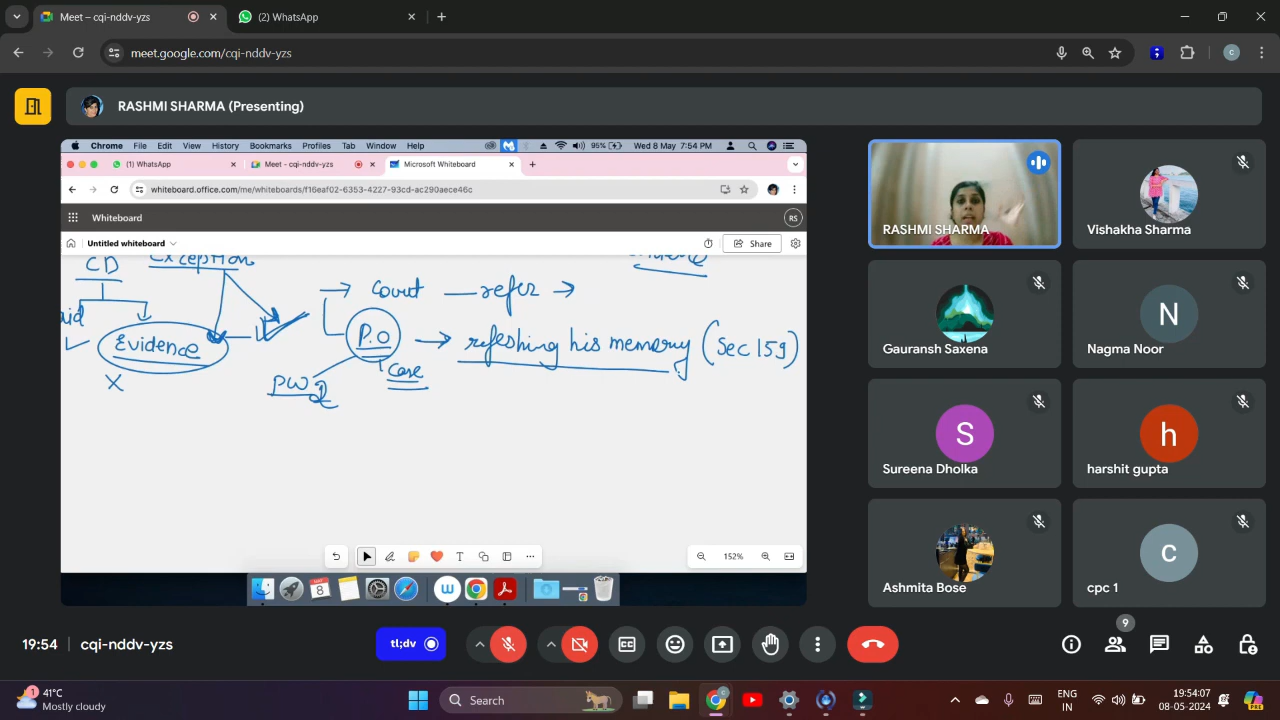 Meet – cqi-nddv-yzs
(2) WhatsApp
meet.google.com/cqi-nddv-yzs
RASHMI SHARMA (Presenting)
Chrome File Edit View History Bookmarks Profiles Tab Window Help 95% Wed 8 May 7:54 PM
(1) WhatsApp
Meet - cqi-nddv-yzs
Microsoft Whiteboard
whiteboard.office.com/me/whiteboards/f16eaf02-6353-4227-93cd-ac290aece46c
Whiteboard RS
Untitled whiteboard Share
CD Exception
Court refer
aid
Evidence P.O refleshing his memory (Sec 159)
X PW Case
152%
RASHMI SHARMA
Vishakha Sharma
Gauransh Saxena
N
Nagma Noor
S
Sureena Dholka
h
harshit gupta
Ashmita Bose
c
cpc 1
19:54 cqi-nddv-yzs
tl;dv
9
1
41°C
Mostly cloudy
Search
ENG
IN
19:54:07
08-05-2024